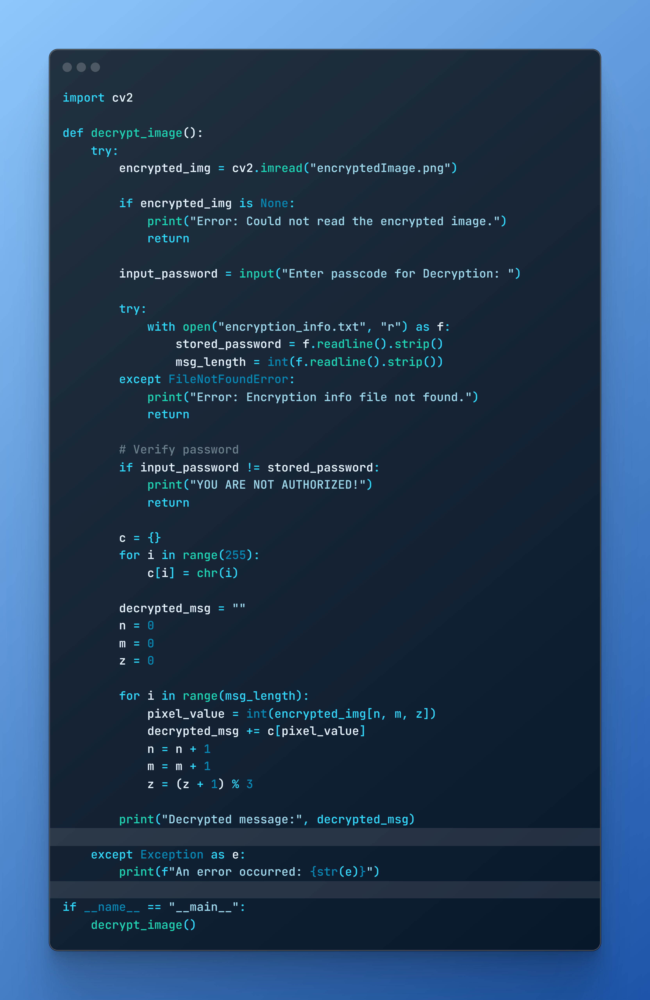 import cv2

def decrypt_image():
    try:
        encrypted_img = cv2.imread("encryptedImage.png")

        if encrypted_img is None:
            print("Error: Could not read the encrypted image.")
            return

        input_password = input("Enter passcode for Decryption: ")

        try:
            with open("encryption_info.txt", "r") as f:
                stored_password = f.readline().strip()
                msg_length = int(f.readline().strip())
        except FileNotFoundError:
            print("Error: Encryption info file not found.")
            return

        # Verify password
        if input_password != stored_password:
            print("YOU ARE NOT AUTHORIZED!")
            return

        c = {}
        for i in range(255):
            c[i] = chr(i)

        decrypted_msg = ""
        n = 0
        m = 0
        z = 0

        for i in range(msg_length):
            pixel_value = int(encrypted_img[n, m, z])
            decrypted_msg += c[pixel_value]
            n = n + 1
            m = m + 1
            z = (z + 1) % 3

        print("Decrypted message:", decrypted_msg)

    except Exception as e:
        print(f"An error occurred: {str(e)}")

if __name__ == "__main__":
    decrypt_image()